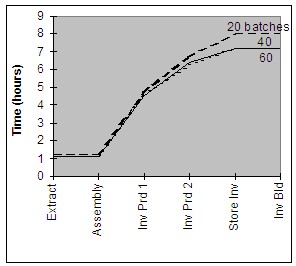 9
8
7
6
5
4
3
2
1
0
Time (hours)
20 batches
40
60
Extract
Assembly
Inv Prd 1
Inv Prd 2
Store Inv
Inv Bld